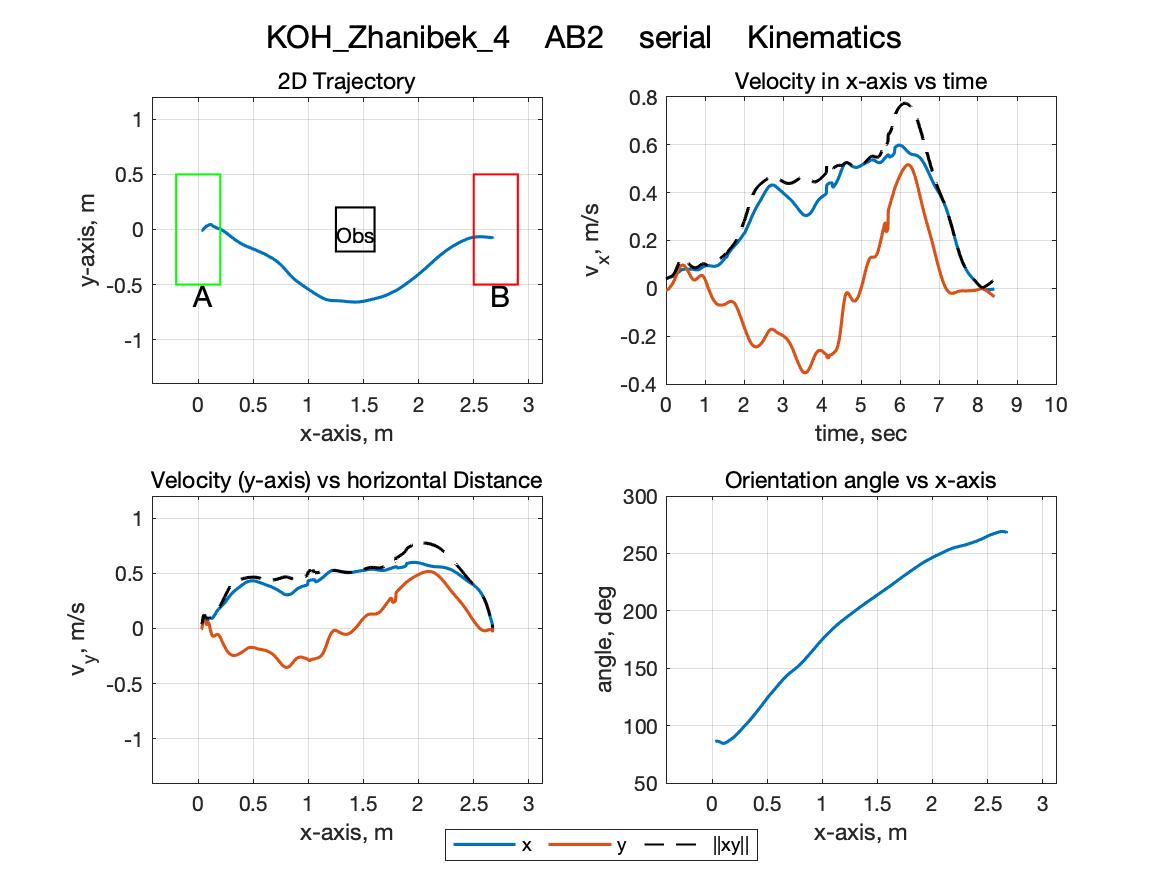 KOH_Zhanibek_4 AB2 serial Kinematics
2D Trajectory
1
0.5
0
-0.5
-1
y-axis, m
Obs
A
B
0 0.5 1 1.5 2 2.5 3
x-axis, m
Velocity in x-axis vs time
0.8
0.6
0.4
0.2
0
-0.2
-0.4
vx, m/s
0 1 2 3 4 5 6 7 8 9 10
time, sec
Velocity (y-axis) vs horizontal Distance
1
0.5
0
-0.5
-1
vy, m/s
0 0.5 1 1.5 2 2.5 3
x-axis, m
Orientation angle vs x-axis
300
250
200
150
100
50
angle, deg
0 0.5 1 1.5 2 2.5 3
x-axis, m
x y ||xy||